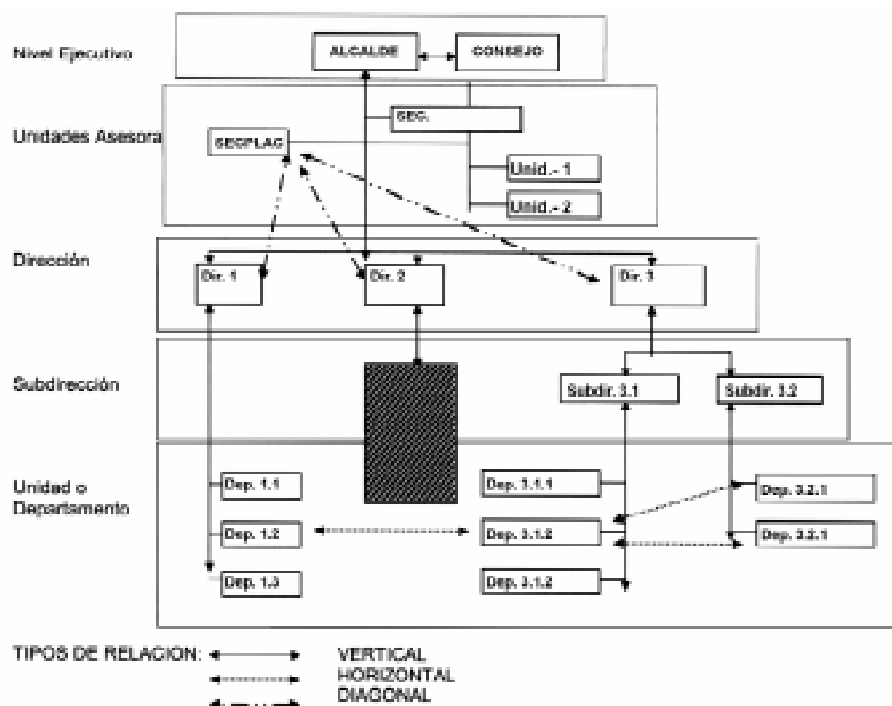 Nivel Ejecutivo
ALCALDE
CONSEJO
Unidades Asesora
SEC.
SECPLAC
Unid.- 1
Unid.- 2
Dirección
Dir. 1
Dir. 2
Dir. 3
Subdirección
Subdir. 3.1
Subdir. 3.2
Unidad o
Departamento
Dep. 1.1
Dep. 3.1.1
Dep. 3.2.1
Dep. 1.2
Dep. 3.1.2
Dep. 3.2.1
Dep. 1.3
Dep. 3.1.2
TIPOS DE RELACION:
VERTICAL
HORIZONTAL
DIAGONAL